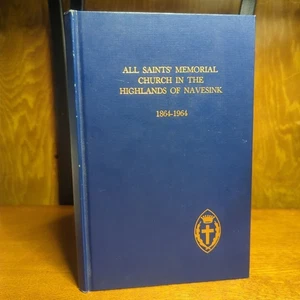 ALL SAINTS' MEMORIAL
CHURCH IN THE
HIGHLANDS OF NAVESINK
1864-1964